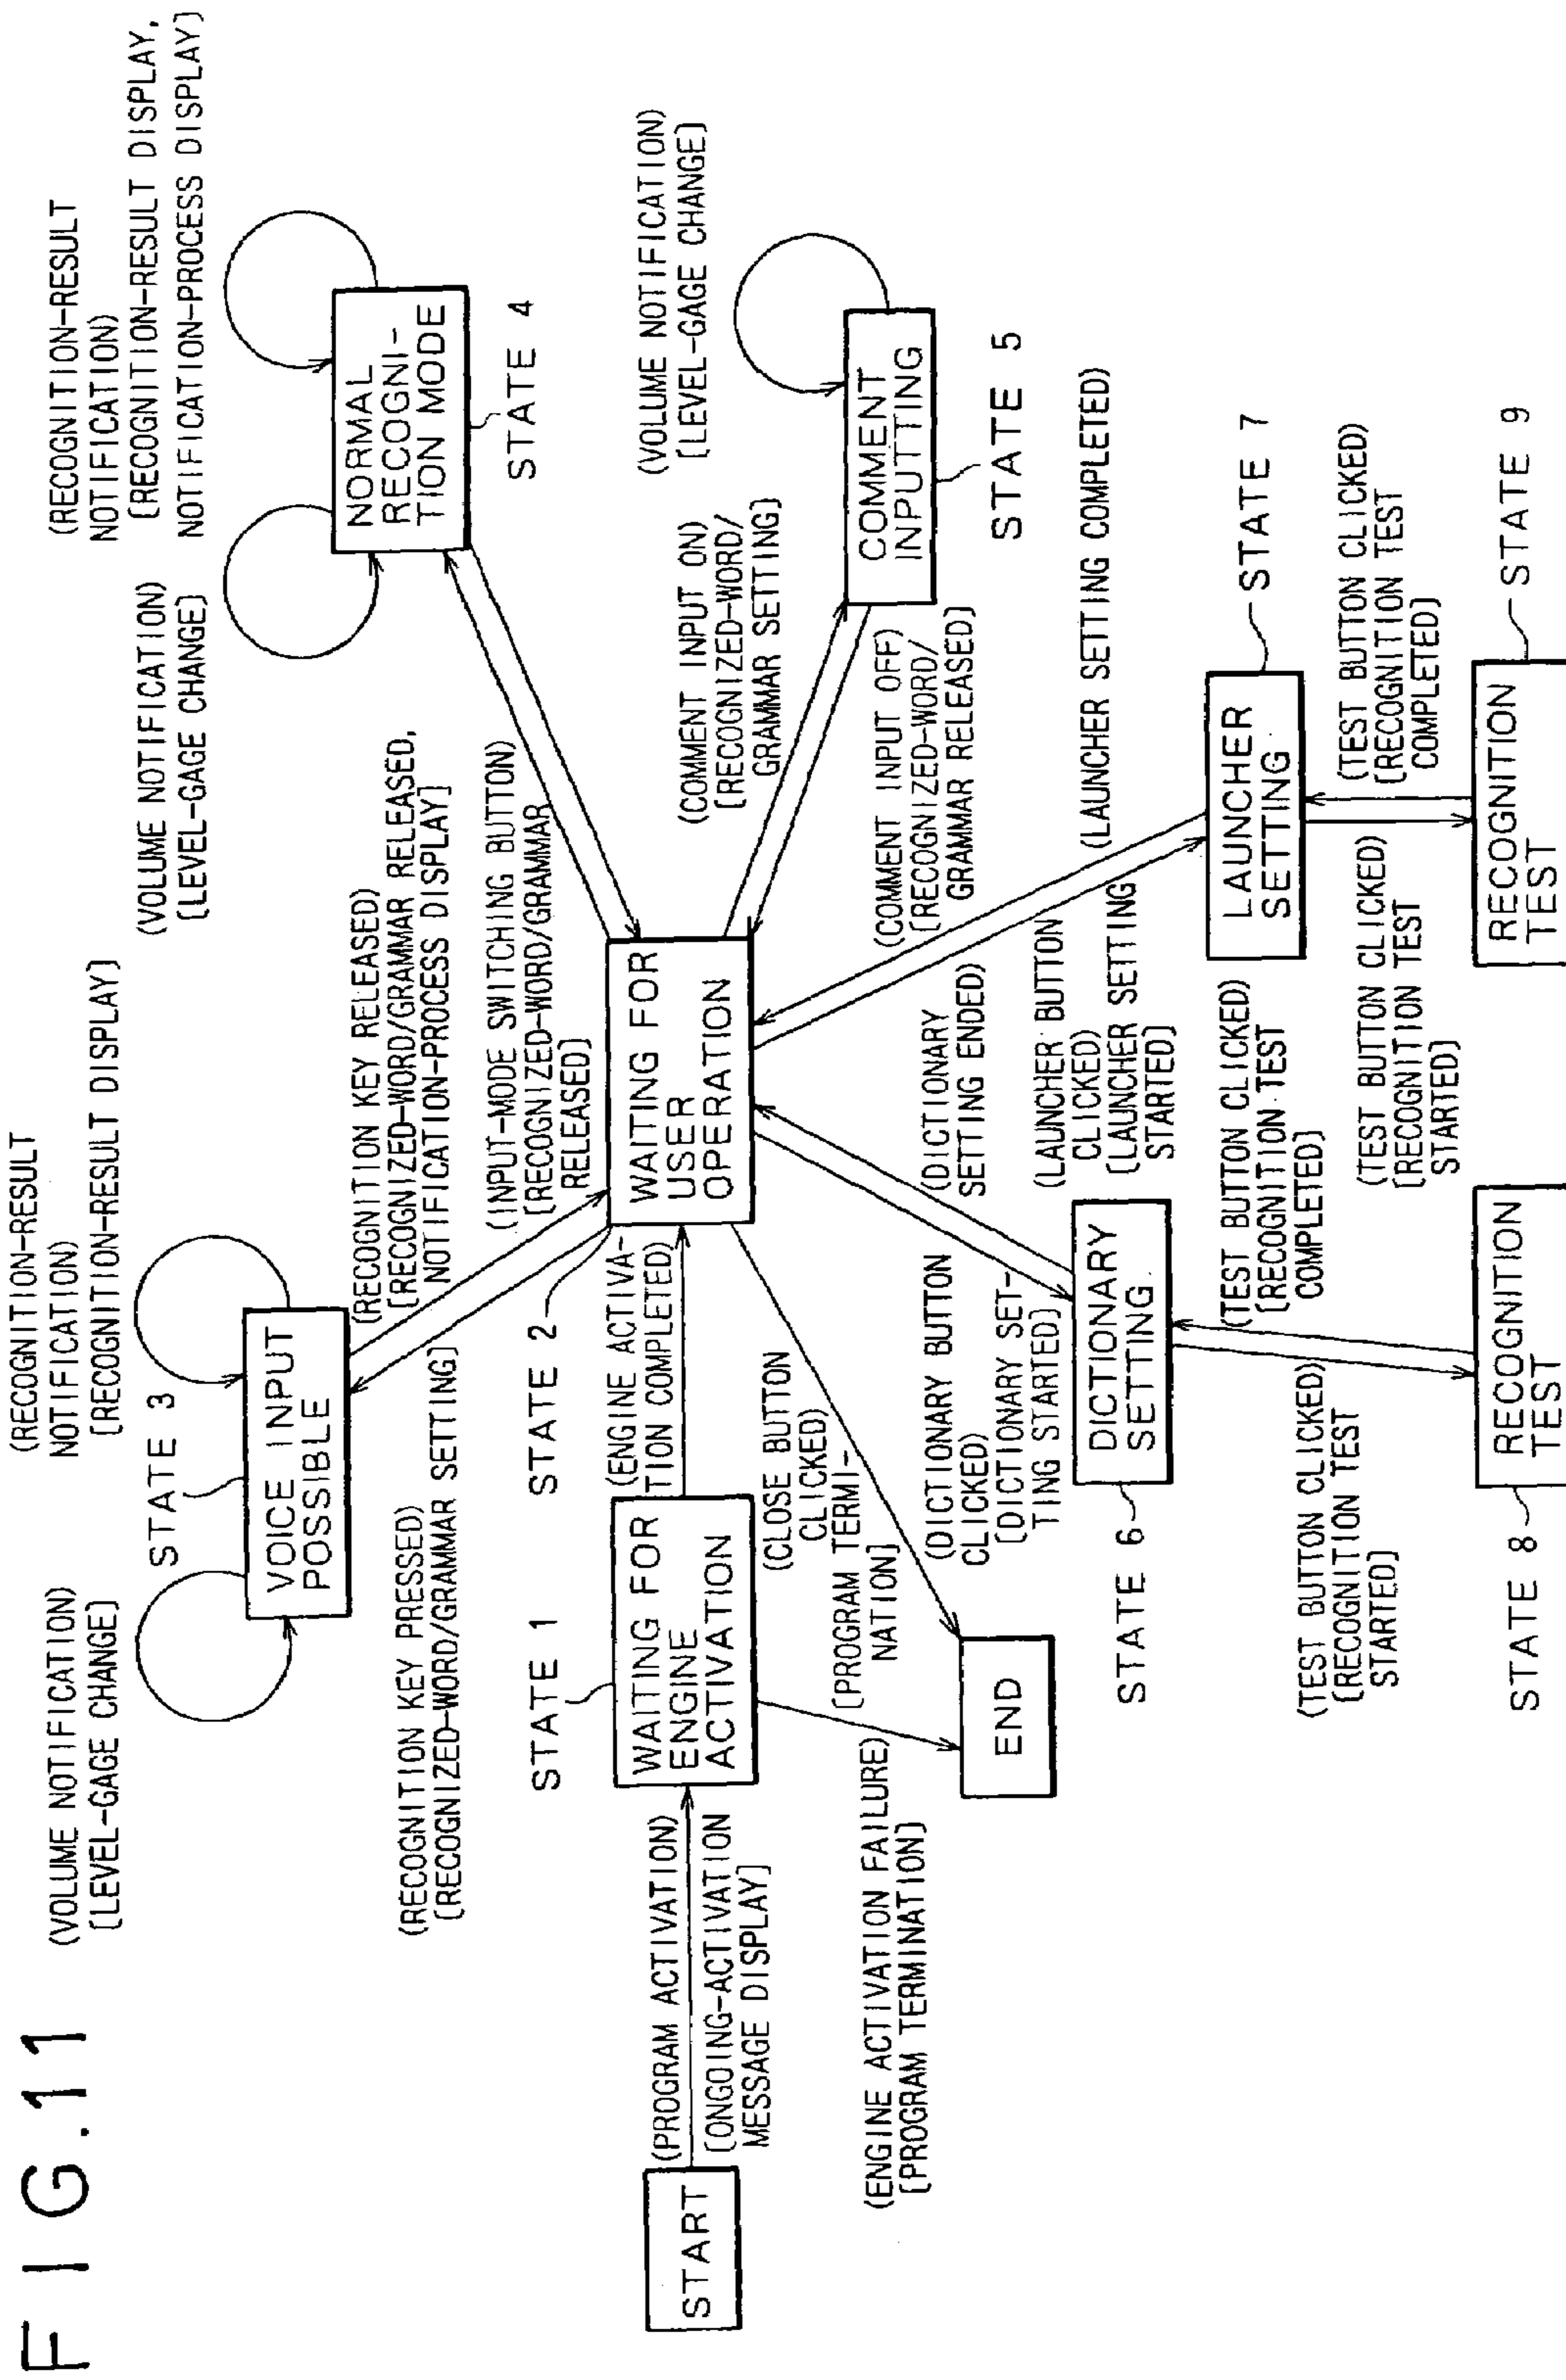 FIG.11
(VOLUME NOTIFICATION)
[LEVEL-GAGE CHANGE]
(RECOGNITION-RESULT
NOTIFICATION)
[RECOGNITION-RESULT DISPLAY]
STATE 3
VOICE INPUT
POSSIBLE
(VOLUME NOTIFICATION)
[LEVEL-GAGE CHANGE]
(RECOGNITION-RESULT
NOTIFICATION)
[RECOGNITION-RESULT DISPLAY,
NOTIFICATION-PROCESS DISPLAY]
NORMAL
RECOGNI-
TION MODE
STATE 4
(RECOGNITION KEY PRESSED)
[RECOGNIZED-WORD/GRAMMAR SETTING]
(RECOGNITION KEY RELEASED)
[RECOGNIZED-WORD/GRAMMAR RELEASED,
NOTIFICATION-PROCESS DISPLAY]
(INPUT-MODE SWITCHING BUTTON)
[RECOGNIZED-WORD/GRAMMAR
RELEASED]
STATE 1
STATE 2
START
(PROGRAM ACTIVATION)
[ONGOING-ACTIVATION
MESSAGE DISPLAY]
WAITING FOR
ENGINE
ACTIVATION
(ENGINE ACTIVA-
TION COMPLETED)
WAITING FOR
USER
OPERATION
(COMMENT INPUT ON)
[RECOGNIZED-WORD/
GRAMMAR SETTING]
(VOLUME NOTIFICATION)
[LEVEL-GAGE CHANGE]
COMMENT
INPUTTING
STATE 5
(COMMENT INPUT OFF)
[RECOGNIZED-WORD/
GRAMMAR RELEASED]
(ENGINE ACTIVATION FAILURE)
[PROGRAM TERMINATION]
(CLOSE BUTTON
CLICKED)
[PROGRAM TERMI-
NATION]
END
(DICTIONARY BUTTON
CLICKED)
[DICTIONARY SET-
TING STARTED]
(DICTIONARY
SETTING ENDED)
(LAUNCHER BUTTON
CLICKED)
[LAUNCHER SETTING
STARTED]
(LAUNCHER SETTING COMPLETED)
STATE 6
DICTIONARY
SETTING
LAUNCHER
SETTING
STATE 7
(TEST BUTTON CLICKED)
[RECOGNITION TEST
STARTED]
(TEST BUTTON CLICKED)
[RECOGNITION TEST
COMPLETED]
(TEST BUTTON CLICKED)
[RECOGNITION TEST
STARTED]
(TEST BUTTON CLICKED)
[RECOGNITION TEST
COMPLETED]
STATE 8
RECOGNITION
TEST
RECOGNITION
TEST
STATE 9